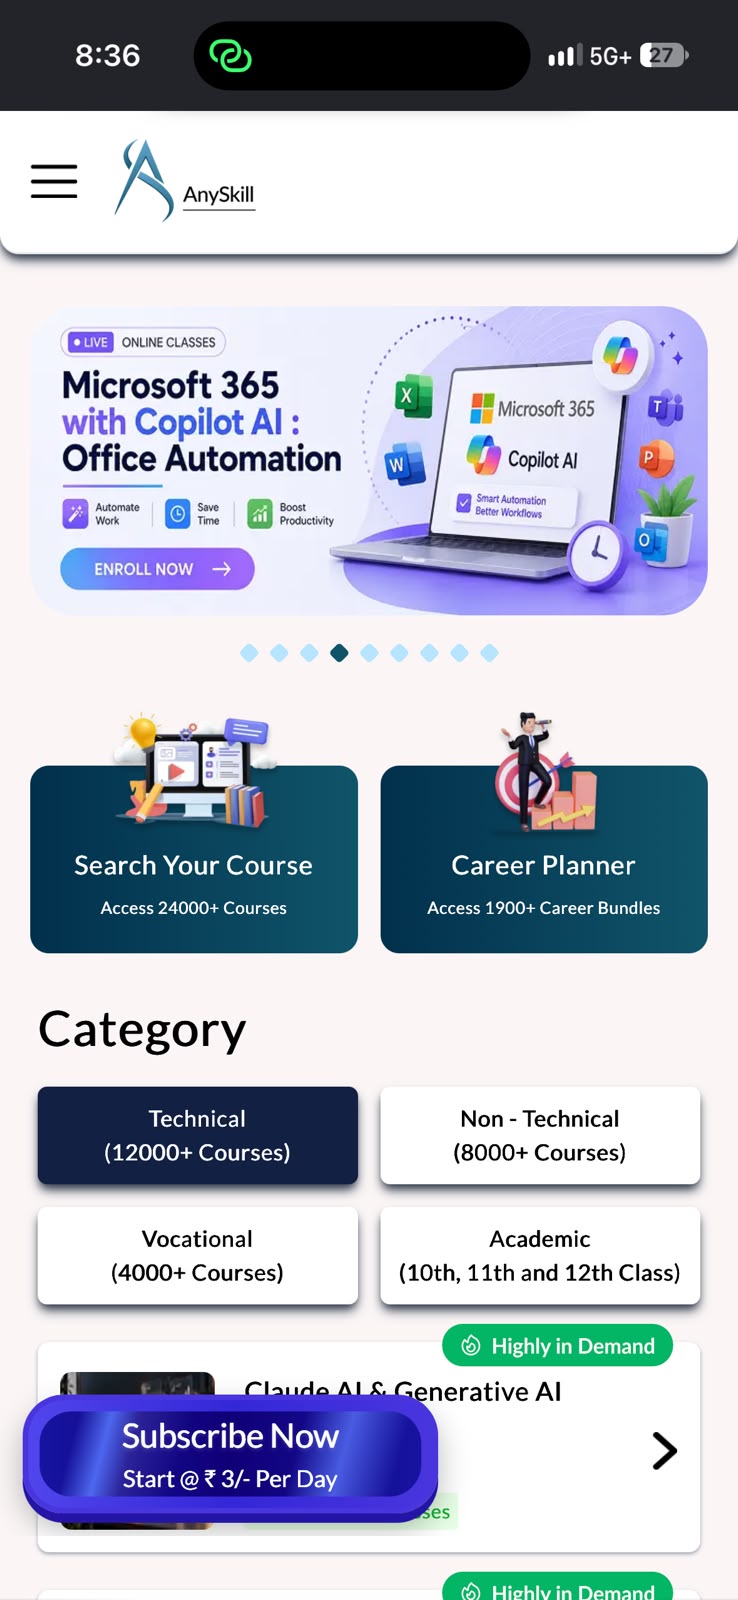 8:36
5G+ 27
AnySkill
LIVE ONLINE CLASSES
Microsoft 365
with Copilot AI :
Office Automation
Automate
Work
Save
Time
Boost
Productivity
ENROLL NOW
Microsoft 365
Copilot AI
Smart Automation
Better Workflows
X
W
T
P
O
Search Your Course
Access 24000+ Courses
Career Planner
Access 1900+ Career Bundles
Category
Technical
(12000+ Courses)
Non - Technical
(8000+ Courses)
Vocational
(4000+ Courses)
Academic
(10th, 11th and 12th Class)
Highly in Demand
Claude AI & Generative AI
Subscribe Now
Start @ ₹ 3/- Per Day
Highly in Demand